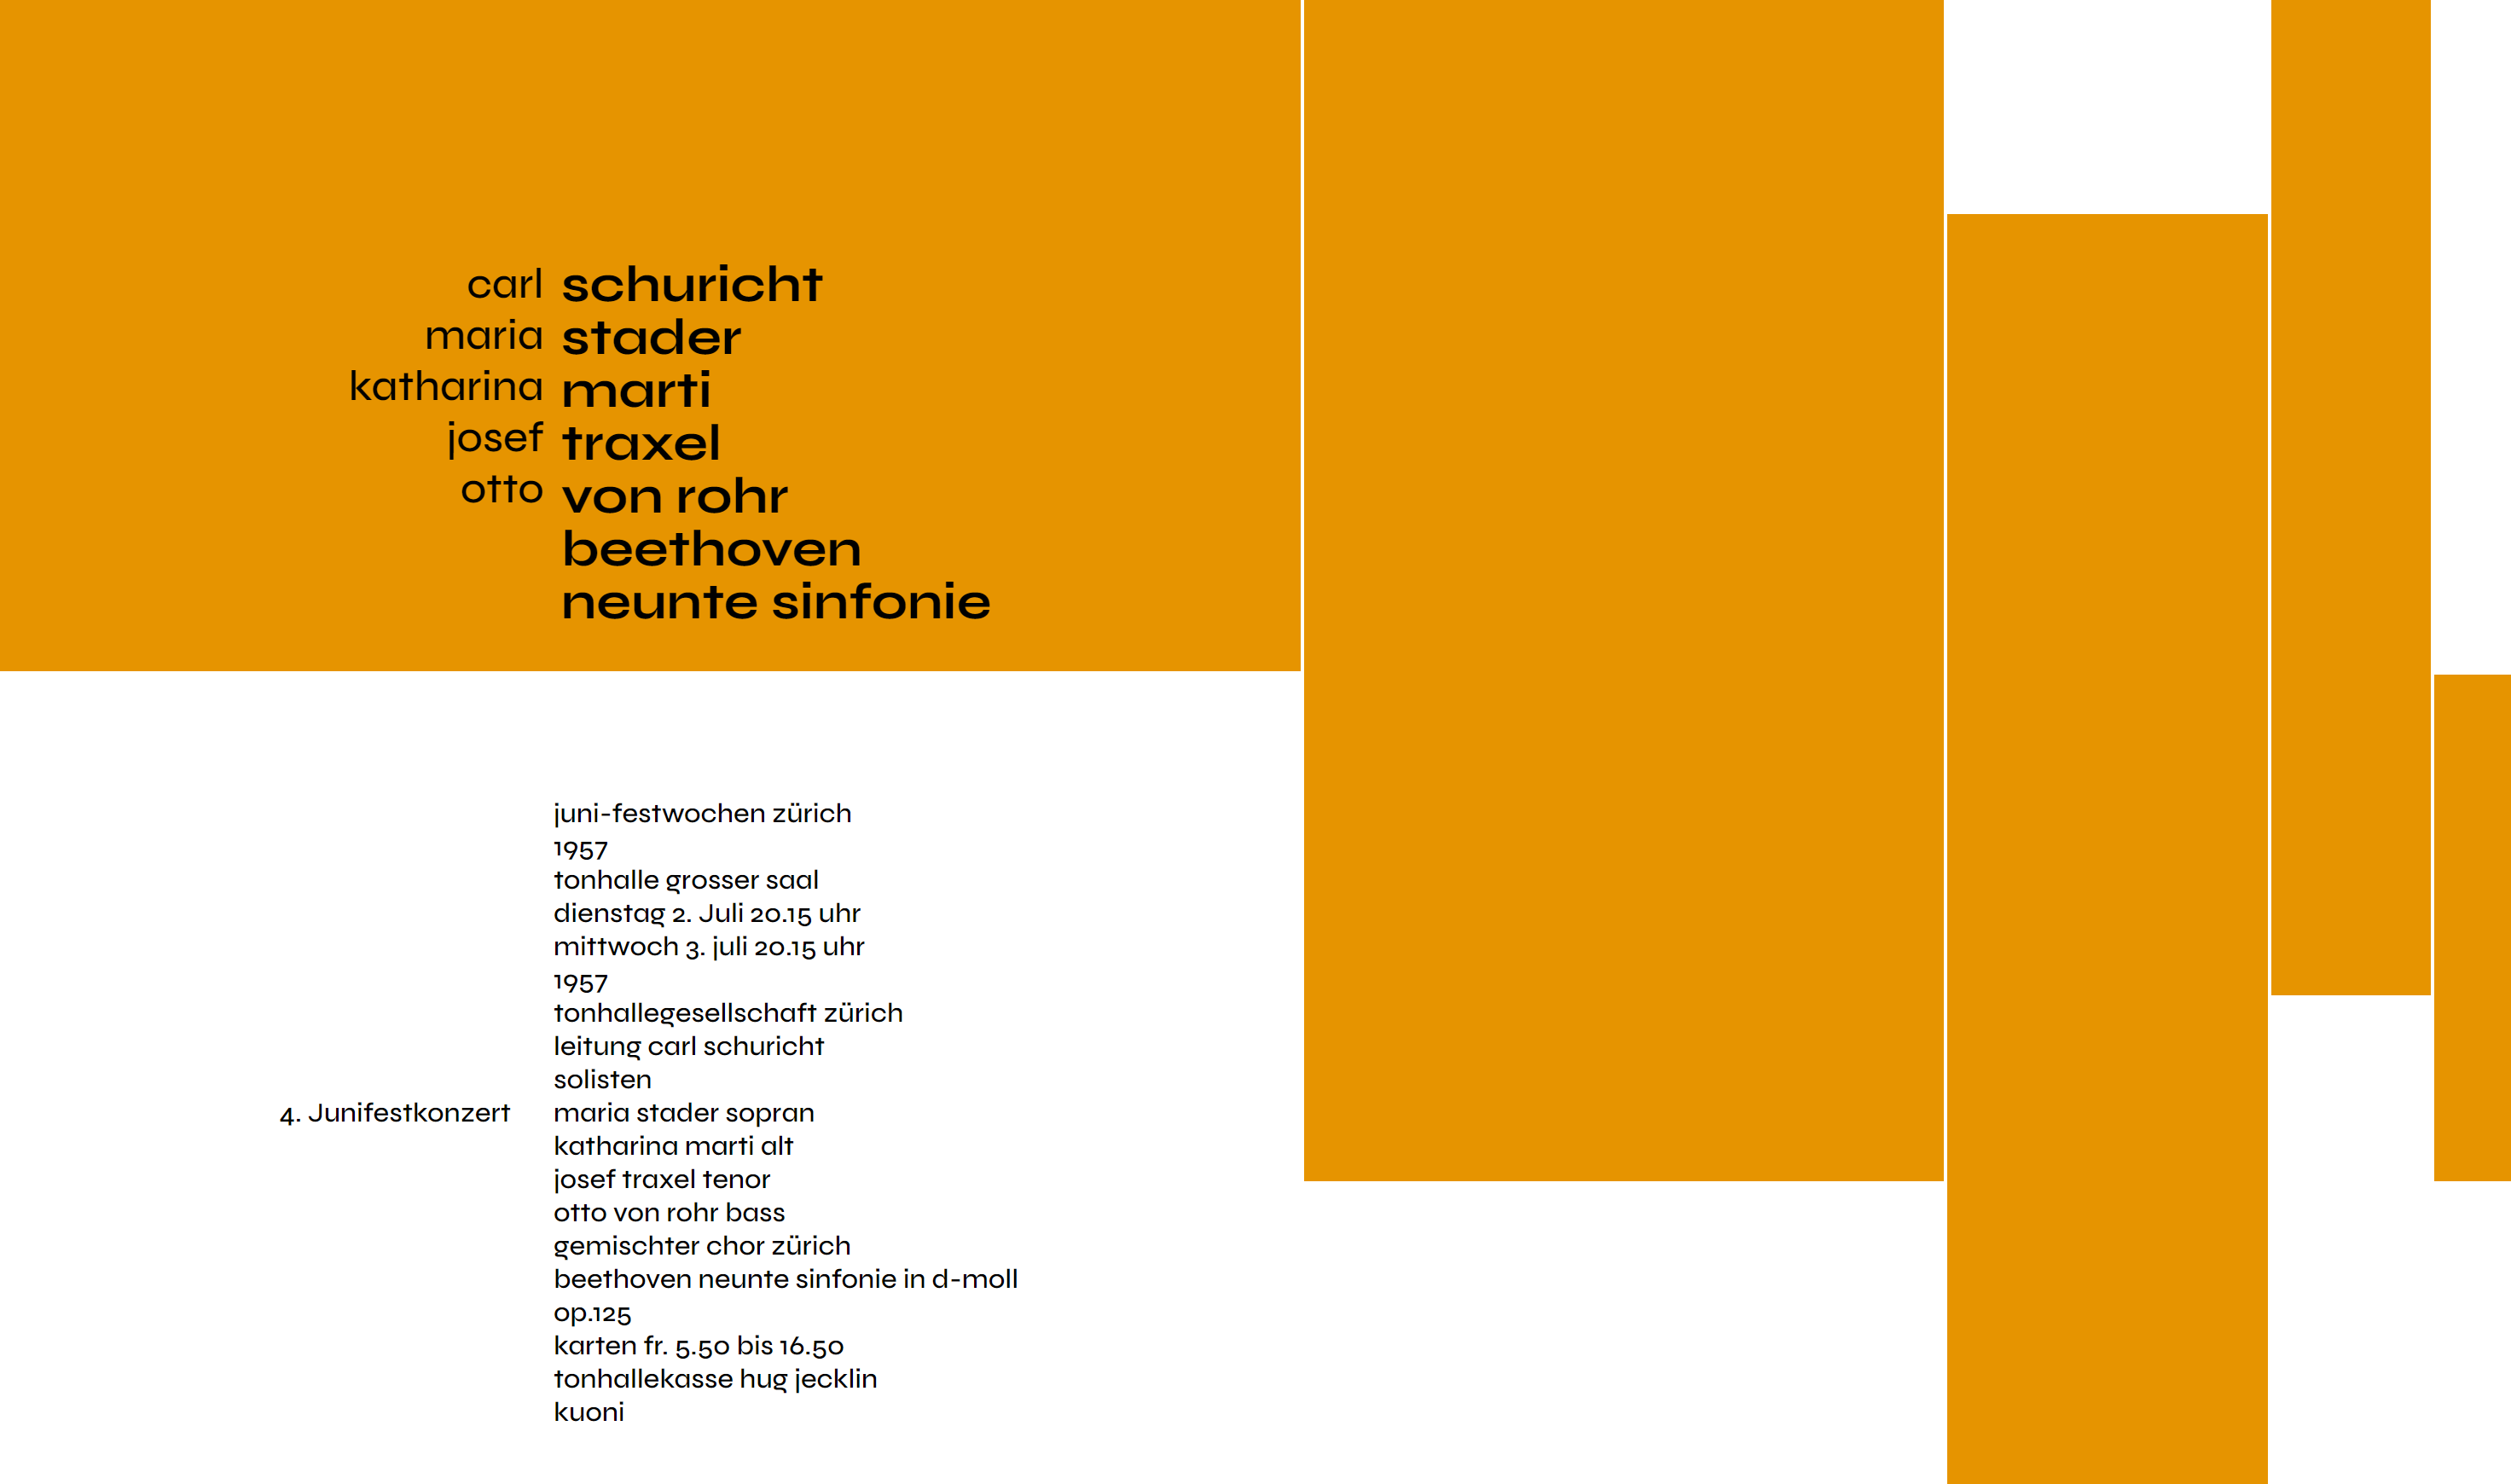 carl schuricht
maria stader
katharina marti
josef traxel
otto von rohr
beethoven
neunte sinfonie
juni-festwochen zürich
1957
tonhalle grosser saal
dienstag 2. Juli 20.15 uhr
mittwoch 3. juli 20.15 uhr
1957
tonhallegesellschaft zürich
leitung carl schuricht
solisten
4. Junifestkonzert maria stader sopran
katharina marti alt
josef traxel tenor
otto von rohr bass
gemischter chor zürich
beethoven neunte sinfonie in d-moll
op.125
karten fr. 5.50 bis 16.50
tonhallekasse hug jecklin
kuoni